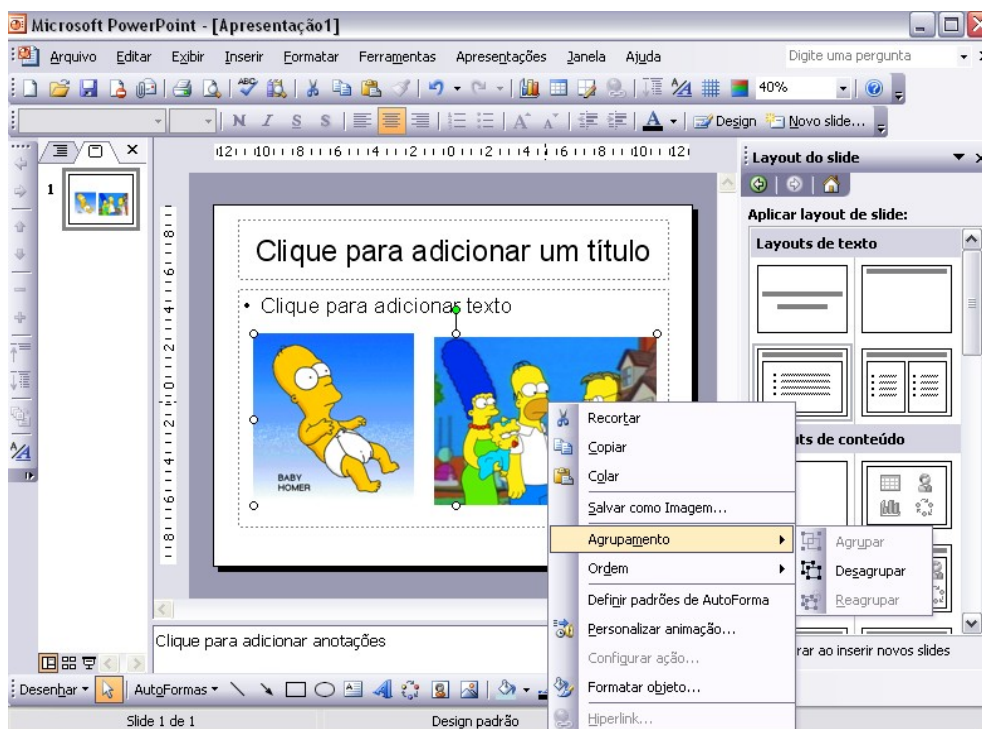 Microsoft PowerPoint - [Apresentação1]
Arquivo Editar Exibir Inserir Formatar Ferramentas Apresentações Janela Ajuda Digite uma pergunta
40%
N I S S Design Novo slide...
Layout do slide
1
Aplicar layout de slide:
Layouts de texto
Clique para adicionar um título
• Clique para adicionar texto
BABY
HOMER
Recortar
Copiar
Colar
Salvar como Imagem...
Agrupamento
Ordem
Definir padrões de AutoForma
Personalizar animação...
Configurar ação...
Formatar objeto...
Hiperlink...
Agrupar
Desagrupar
Reagrupar
ts de conteúdo
rar ao inserir novos slides
Clique para adicionar anotações
Desenhar AutoFormas
Slide 1 de 1 Design padrão